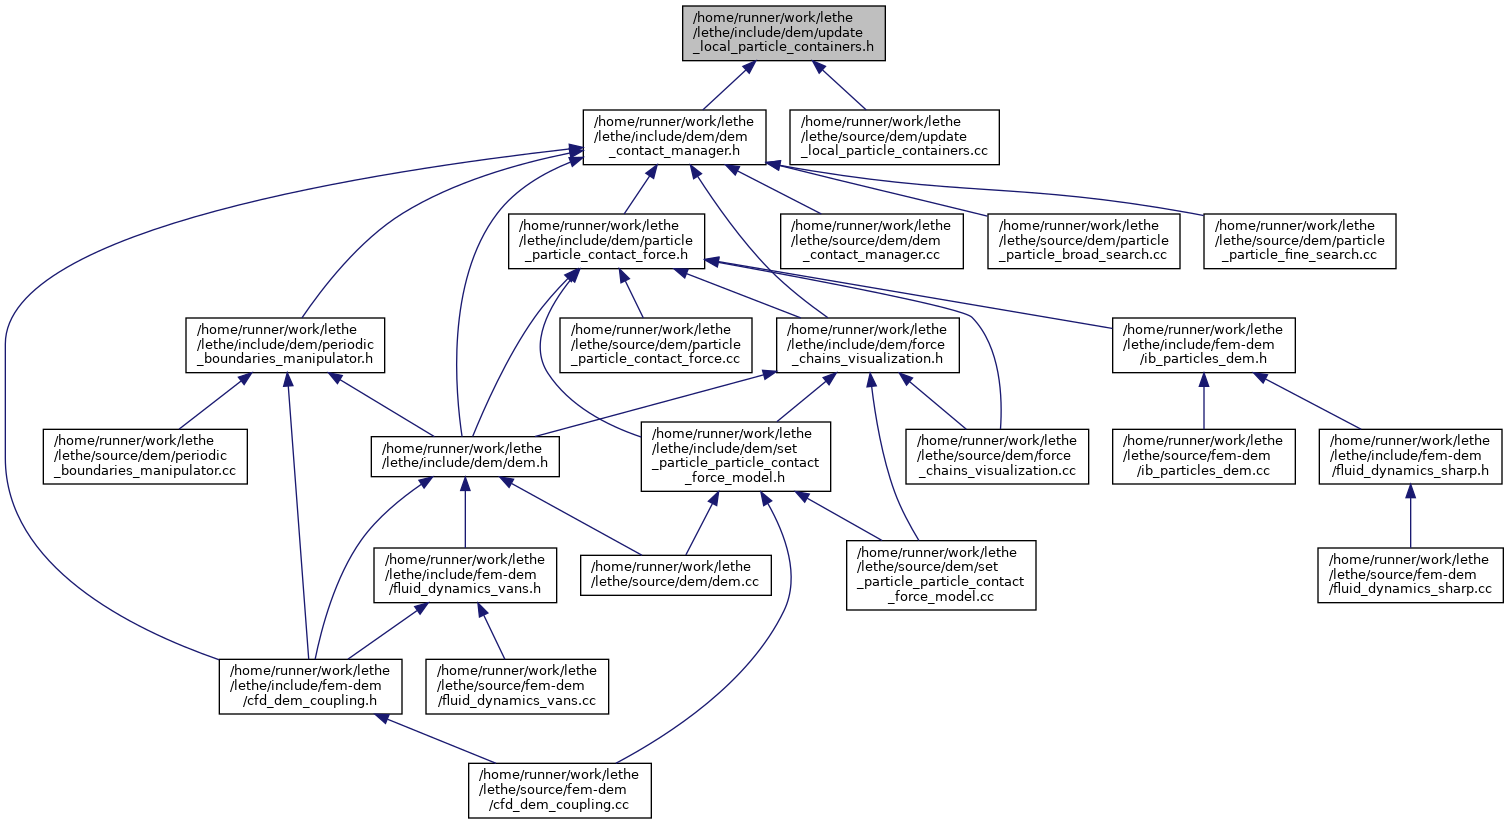 /home/runner/work/lethe
/lethe/include/dem/update
_local_particle_containers.h
/home/runner/work/lethe
/lethe/include/dem/dem
_contact_manager.h
/home/runner/work/lethe
/lethe/source/dem/update
_local_particle_containers.cc
/home/runner/work/lethe
/lethe/include/dem/particle
_particle_contact_force.h
/home/runner/work/lethe
/lethe/source/dem/dem
_contact_manager.cc
/home/runner/work/lethe
/lethe/source/dem/particle
_particle_broad_search.cc
/home/runner/work/lethe
/lethe/source/dem/particle
_particle_fine_search.cc
/home/runner/work/lethe
/lethe/include/dem/periodic
_boundaries_manipulator.h
/home/runner/work/lethe
/lethe/source/dem/particle
_particle_contact_force.cc
/home/runner/work/lethe
/lethe/include/dem/force
_chains_visualization.h
/home/runner/work/lethe
/lethe/include/fem-dem
/ib_particles_dem.h
/home/runner/work/lethe
/lethe/source/dem/periodic
_boundaries_manipulator.cc
/home/runner/work/lethe
/lethe/include/dem/dem.h
/home/runner/work/lethe
/lethe/include/dem/set
_particle_particle_contact
_force_model.h
/home/runner/work/lethe
/lethe/source/dem/force
_chains_visualization.cc
/home/runner/work/lethe
/lethe/source/fem-dem
/ib_particles_dem.cc
/home/runner/work/lethe
/lethe/include/fem-dem
/fluid_dynamics_sharp.h
/home/runner/work/lethe
/lethe/include/fem-dem
/fluid_dynamics_vans.h
/home/runner/work/lethe
/lethe/source/dem/dem.cc
/home/runner/work/lethe
/lethe/source/dem/set
_particle_particle_contact
_force_model.cc
/home/runner/work/lethe
/lethe/source/fem-dem
/fluid_dynamics_sharp.cc
/home/runner/work/lethe
/lethe/include/fem-dem
/cfd_dem_coupling.h
/home/runner/work/lethe
/lethe/source/fem-dem
/fluid_dynamics_vans.cc
/home/runner/work/lethe
/lethe/source/fem-dem
/cfd_dem_coupling.cc